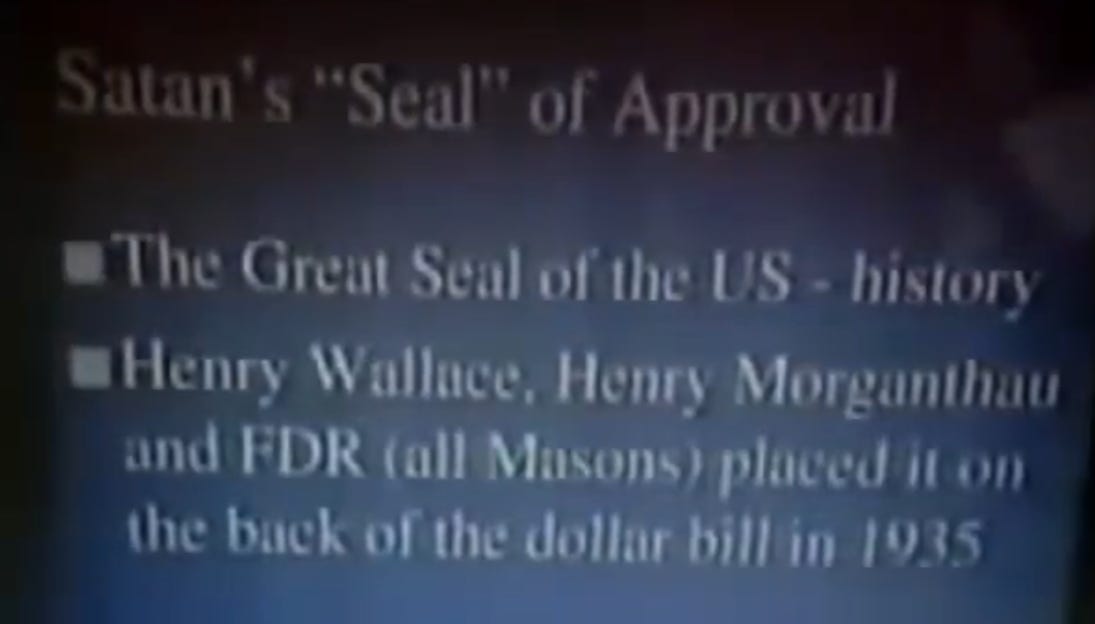 Satan's “Seal” of Approval
■ The Great Seal of the US - history
■ Henry Wallace, Henry Morganthau
and FDR (all Masons) placed it on
the back of the dollar bill in 1935